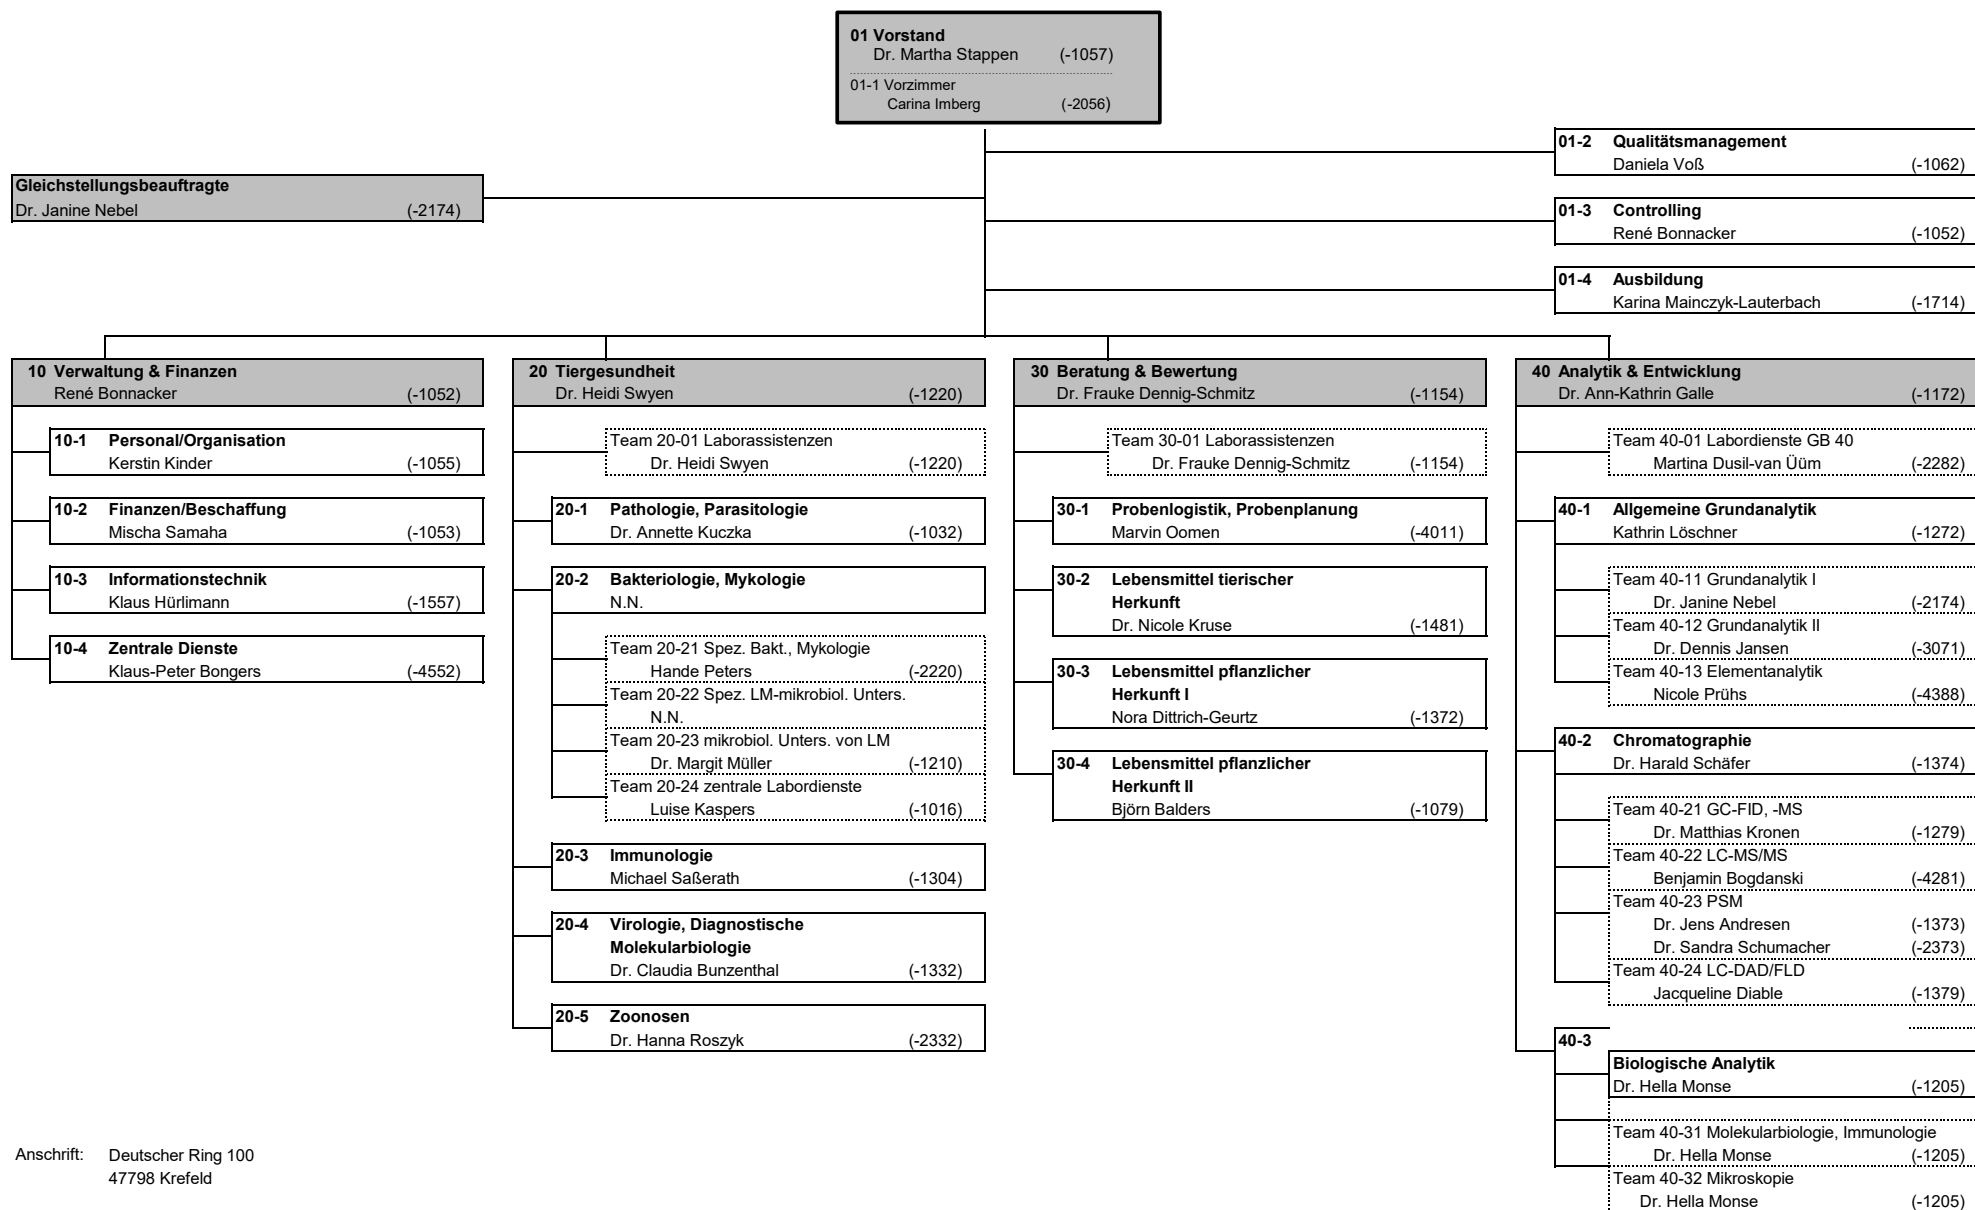 01 Vorstand
Dr. Martha Stappen (-1057)
01-1 Vorzimmer
Carina Imberg (-2056)
01-2 Qualitätsmanagement
Daniela Voß (-1062)
Gleichstellungsbeauftragte
Dr. Janine Nebel (-2174)
01-3 Controlling
René Bonnacker (-1052)
01-4 Ausbildung
Karina Mainczyk-Lauterbach (-1714)
10 Verwaltung & Finanzen
René Bonnacker (-1052)
10-1 Personal/Organisation
Kerstin Kinder (-1055)
10-2 Finanzen/Beschaffung
Mischa Samaha (-1053)
10-3 Informationstechnik
Klaus Hürlimann (-1557)
10-4 Zentrale Dienste
Klaus-Peter Bongers (-4552)
20 Tiergesundheit
Dr. Heidi Swyen (-1220)
Team 20-01 Laborassistenzen
Dr. Heidi Swyen (-1220)
20-1 Pathologie, Parasitologie
Dr. Annette Kuczka (-1032)
20-2 Bakteriologie, Mykologie
N.N.
Team 20-21 Spez. Bakt., Mykologie
Hande Peters (-2220)
Team 20-22 Spez. LM-mikrobiol. Unters.
N.N.
Team 20-23 mikrobiol. Unters. von LM
Dr. Margit Müller (-1210)
Team 20-24 zentrale Labordienste
Luise Kaspers (-1016)
20-3 Immunologie
Michael Saßerath (-1304)
20-4 Virologie, Diagnostische
Molekularbiologie
Dr. Claudia Bunzenthal (-1332)
20-5 Zoonosen
Dr. Hanna Roszyk (-2332)
30 Beratung & Bewertung
Dr. Frauke Dennig-Schmitz (-1154)
Team 30-01 Laborassistenzen
Dr. Frauke Dennig-Schmitz (-1154)
30-1 Probenlogistik, Probenplanung
Marvin Oomen (-4011)
30-2 Lebensmittel tierischer
Herkunft
Dr. Nicole Kruse (-1481)
30-3 Lebensmittel pflanzlicher
Herkunft I
Nora Dittrich-Geurtz (-1372)
30-4 Lebensmittel pflanzlicher
Herkunft II
Björn Balders (-1079)
40 Analytik & Entwicklung
Dr. Ann-Kathrin Galle (-1172)
Team 40-01 Labordienste GB 40
Martina Dusil-van Üüm (-2282)
40-1 Allgemeine Grundanalytik
Kathrin Löschner (-1272)
Team 40-11 Grundanalytik I
Dr. Janine Nebel (-2174)
Team 40-12 Grundanalytik II
Dr. Dennis Jansen (-3071)
Team 40-13 Elementanalytik
Nicole Prühs (-4388)
40-2 Chromatographie
Dr. Harald Schäfer (-1374)
Team 40-21 GC-FID, -MS
Dr. Matthias Kronen (-1279)
Team 40-22 LC-MS/MS
Benjamin Bogdanski (-4281)
Team 40-23 PSM
Dr. Jens Andresen (-1373)
Dr. Sandra Schumacher (-2373)
Team 40-24 LC-DAD/FLD
Jacqueline Diable (-1379)
40-3
Biologische Analytik
Dr. Hella Monse (-1205)
Team 40-31 Molekularbiologie, Immunologie
Dr. Hella Monse (-1205)
Team 40-32 Mikroskopie
Dr. Hella Monse (-1205)
Anschrift: Deutscher Ring 100
47798 Krefeld